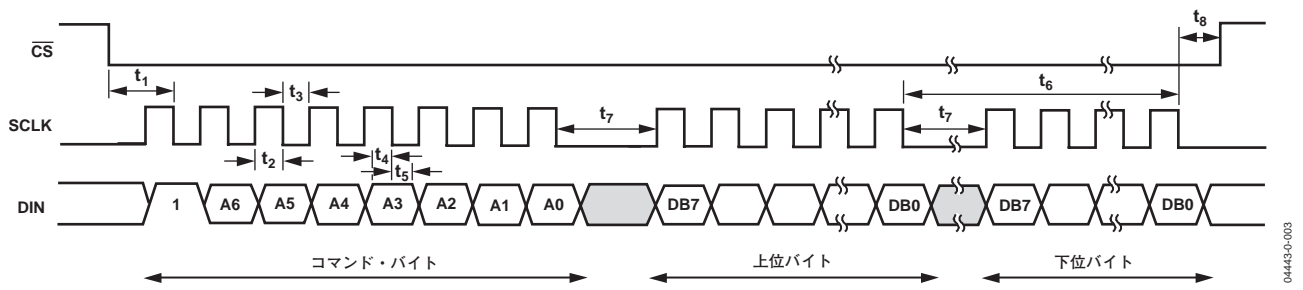 t8
CS
t1
t3
t6
SCLK
t7
t7
t2
t4
t5
DIN
1
A6
A5
A4
A3
A2
A1
A0
DB7
DB0
DB7
DB0
コマンド・バイト
上位バイト
下位バイト
04443-0-003